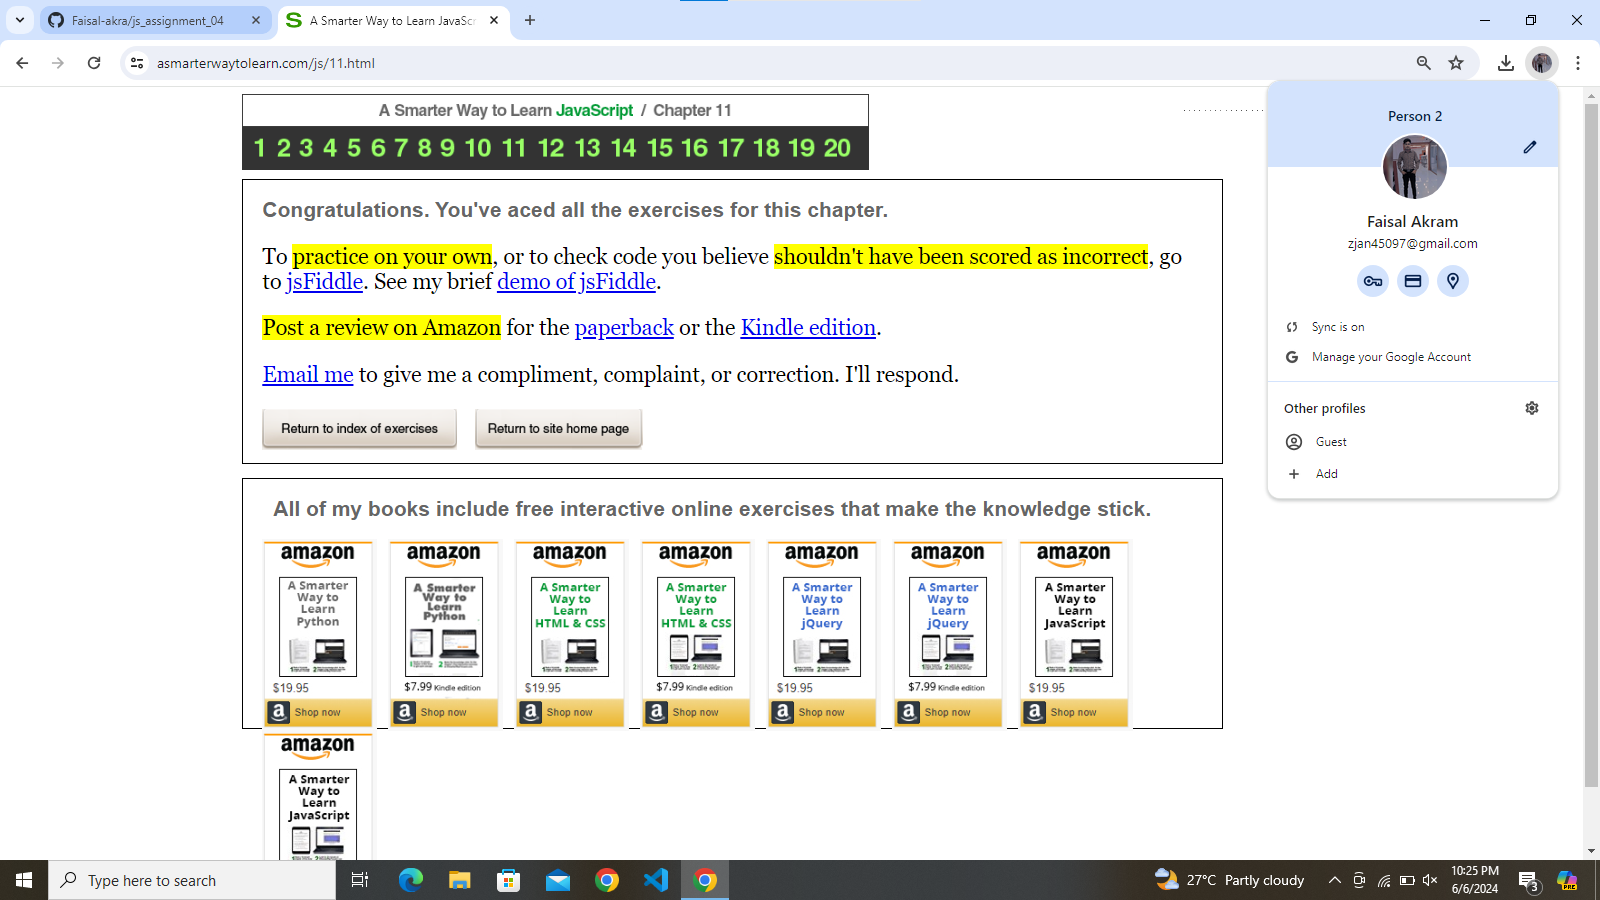 Faisal-akra/js_assignment_04
A Smarter Way to Learn JavaSc
asmarterwaytolearn.com/js/11.html
A Smarter Way to Learn JavaScript / Chapter 11
1 2 3 4 5 6 7 8 9 10 11 12 13 14 15 16 17 18 19 20
Congratulations. You've aced all the exercises for this chapter.
To practice on your own, or to check code you believe shouldn't have been scored as incorrect, go
to jsFiddle. See my brief demo of jsFiddle.
Post a review on Amazon for the paperback or the Kindle edition.
Email me to give me a compliment, complaint, or correction. I'll respond.
Return to index of exercises Return to site home page
Person 2
Faisal Akram
zjan45097@gmail.com
Sync is on
Manage your Google Account
Other profiles
Guest
Add
All of my books include free interactive online exercises that make the knowledge stick.
amazon
A Smarter
Way to
Learn
Python
$19.95
Shop now
amazon
A Smarter
Way to
Learn
Python
$7.99 Kindle edition
Shop now
amazon
A Smarter
Way to
Learn
HTML & CSS
$19.95
Shop now
amazon
A Smarter
Way to
Learn
HTML & CSS
$7.99 Kindle edition
Shop now
amazon
A Smarter
Way to
Learn
jQuery
$19.95
Shop now
amazon
A Smarter
Way to
Learn
jQuery
$7.99 Kindle edition
Shop now
amazon
A Smarter
Way to
Learn
JavaScript
$19.95
Shop now
amazon
A Smarter
Way to
Learn
JavaScript
Type here to search
27°C Partly cloudy
10:25 PM
6/6/2024
3
PRE